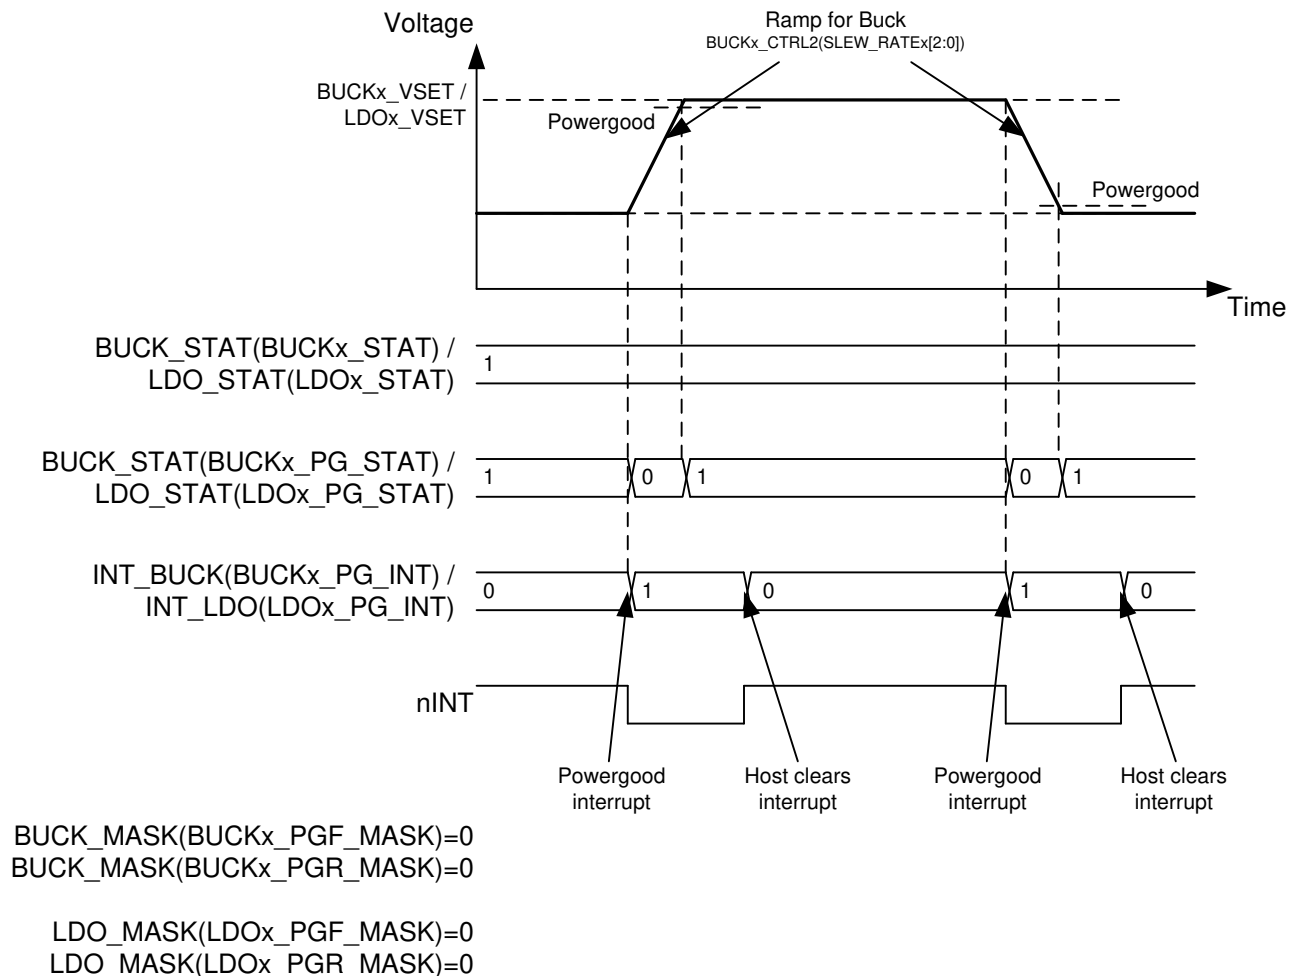 Voltage
Ramp for Buck
BUCKx_CTRL2(SLEW_RATEx[2:0])
BUCKx_VSET /
LDOx_VSET
Powergood
Powergood
Time
BUCK_STAT(BUCKx_STAT) /
LDO_STAT(LDOx_STAT)
1
BUCK_STAT(BUCKx_PG_STAT) /
LDO_STAT(LDOx_PG_STAT)
1 0 1 0 1
INT_BUCK(BUCKx_PG_INT) /
INT_LDO(LDOx_PG_INT)
0 1 0 1 0
nINT
Powergood
interrupt
Host clears
interrupt
Powergood
interrupt
Host clears
interrupt
BUCK_MASK(BUCKx_PGF_MASK)=0
BUCK_MASK(BUCKx_PGR_MASK)=0
LDO_MASK(LDOx_PGF_MASK)=0
LDO_MASK(LDOx_PGR_MASK)=0